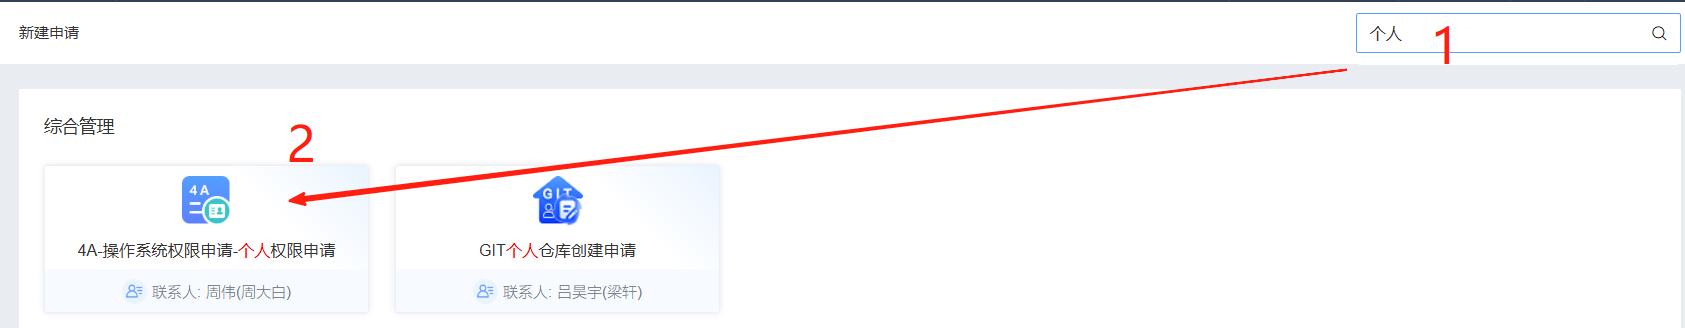 新建申请
个人
1
综合管理
2
4A
GIT
4A-操作系统权限申请-个人权限申请
GIT个人仓库创建申请
联系人: 周伟(周大白)
联系人: 吕昊宇(梁轩)